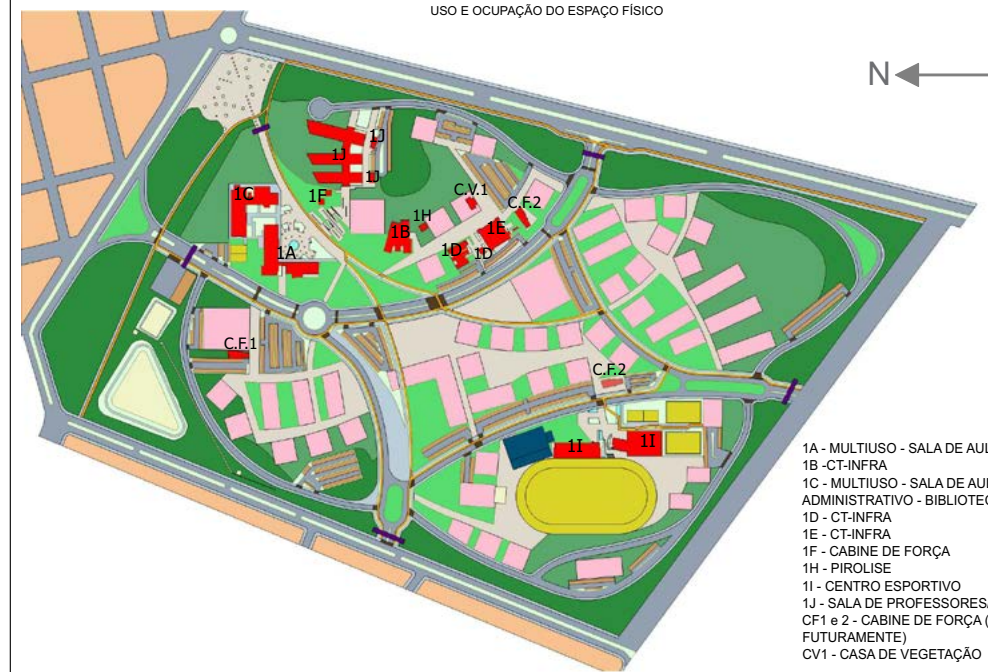 USO E OCUPAÇÃO DO ESPAÇO FÍSICO
N
1J
1J
1J
1C
1F
C.V.1
C.F.2
1H
1B
1E
1A
1D
1D
C.F.1
C.F.2
1I
1I
1A - MULTIUSO - SALA DE AUL
1B -CT-INFRA
1C - MULTIUSO - SALA DE AUL
ADMINISTRATIVO - BIBLIOTEC
1D - CT-INFRA
1E - CT-INFRA
1F - CABINE DE FORÇA
1H - PIROLISE
1I - CENTRO ESPORTIVO
1J - SALA DE PROFESSORES
CF1 e 2 - CABINE DE FORÇA (
FUTURAMENTE)
CV1 - CASA DE VEGETAÇÃO